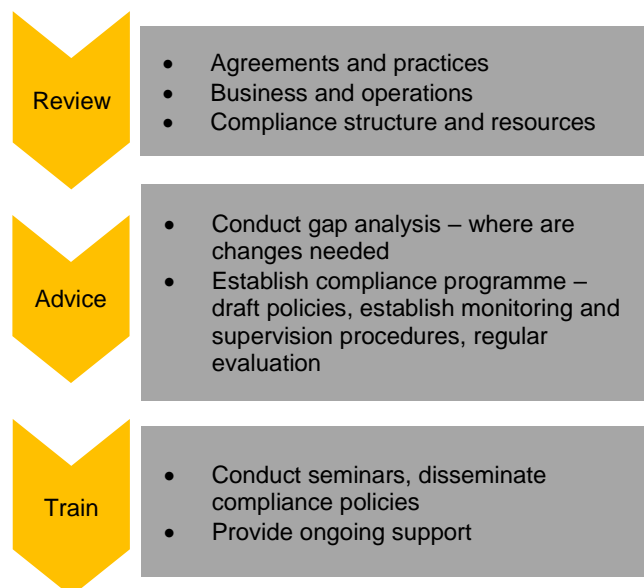 Review
• Agreements and practices
• Business and operations
• Compliance structure and resources
Advice
• Conduct gap analysis – where are
changes needed
• Establish compliance programme –
draft policies, establish monitoring and
supervision procedures, regular
evaluation
Train
• Conduct seminars, disseminate
compliance policies
• Provide ongoing support